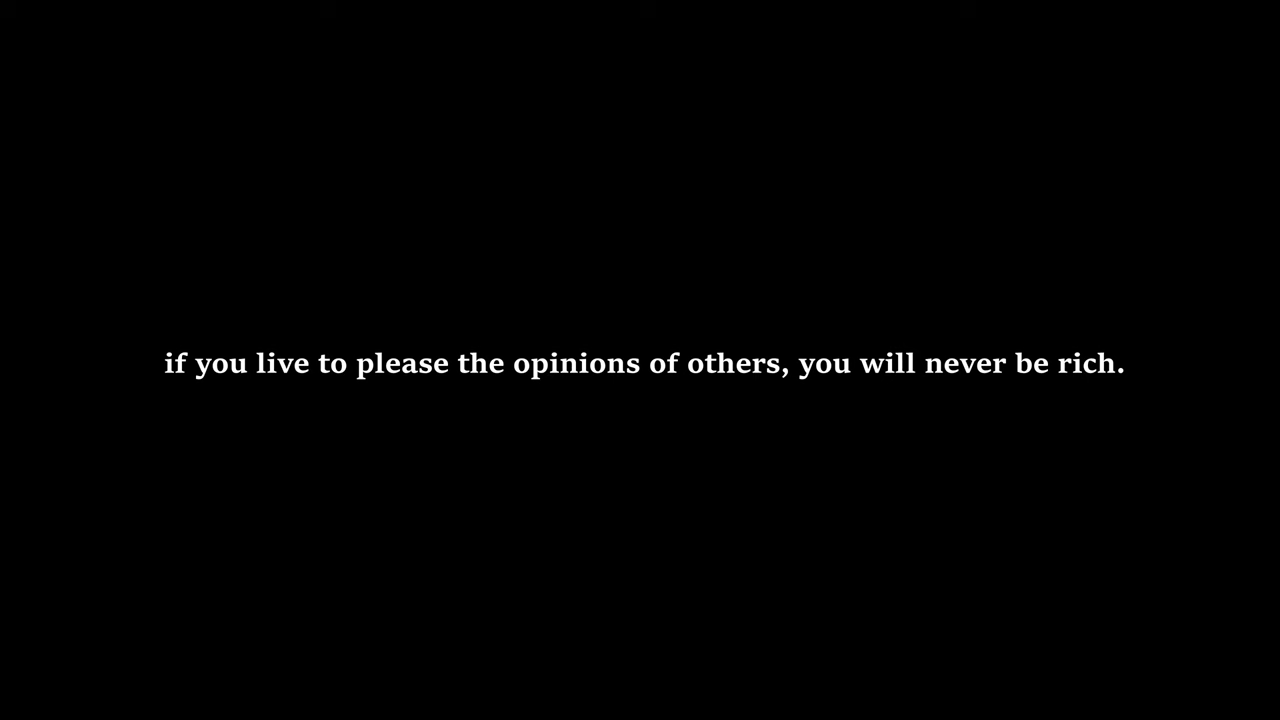 if you live to please the opinions of others, you will never be rich.